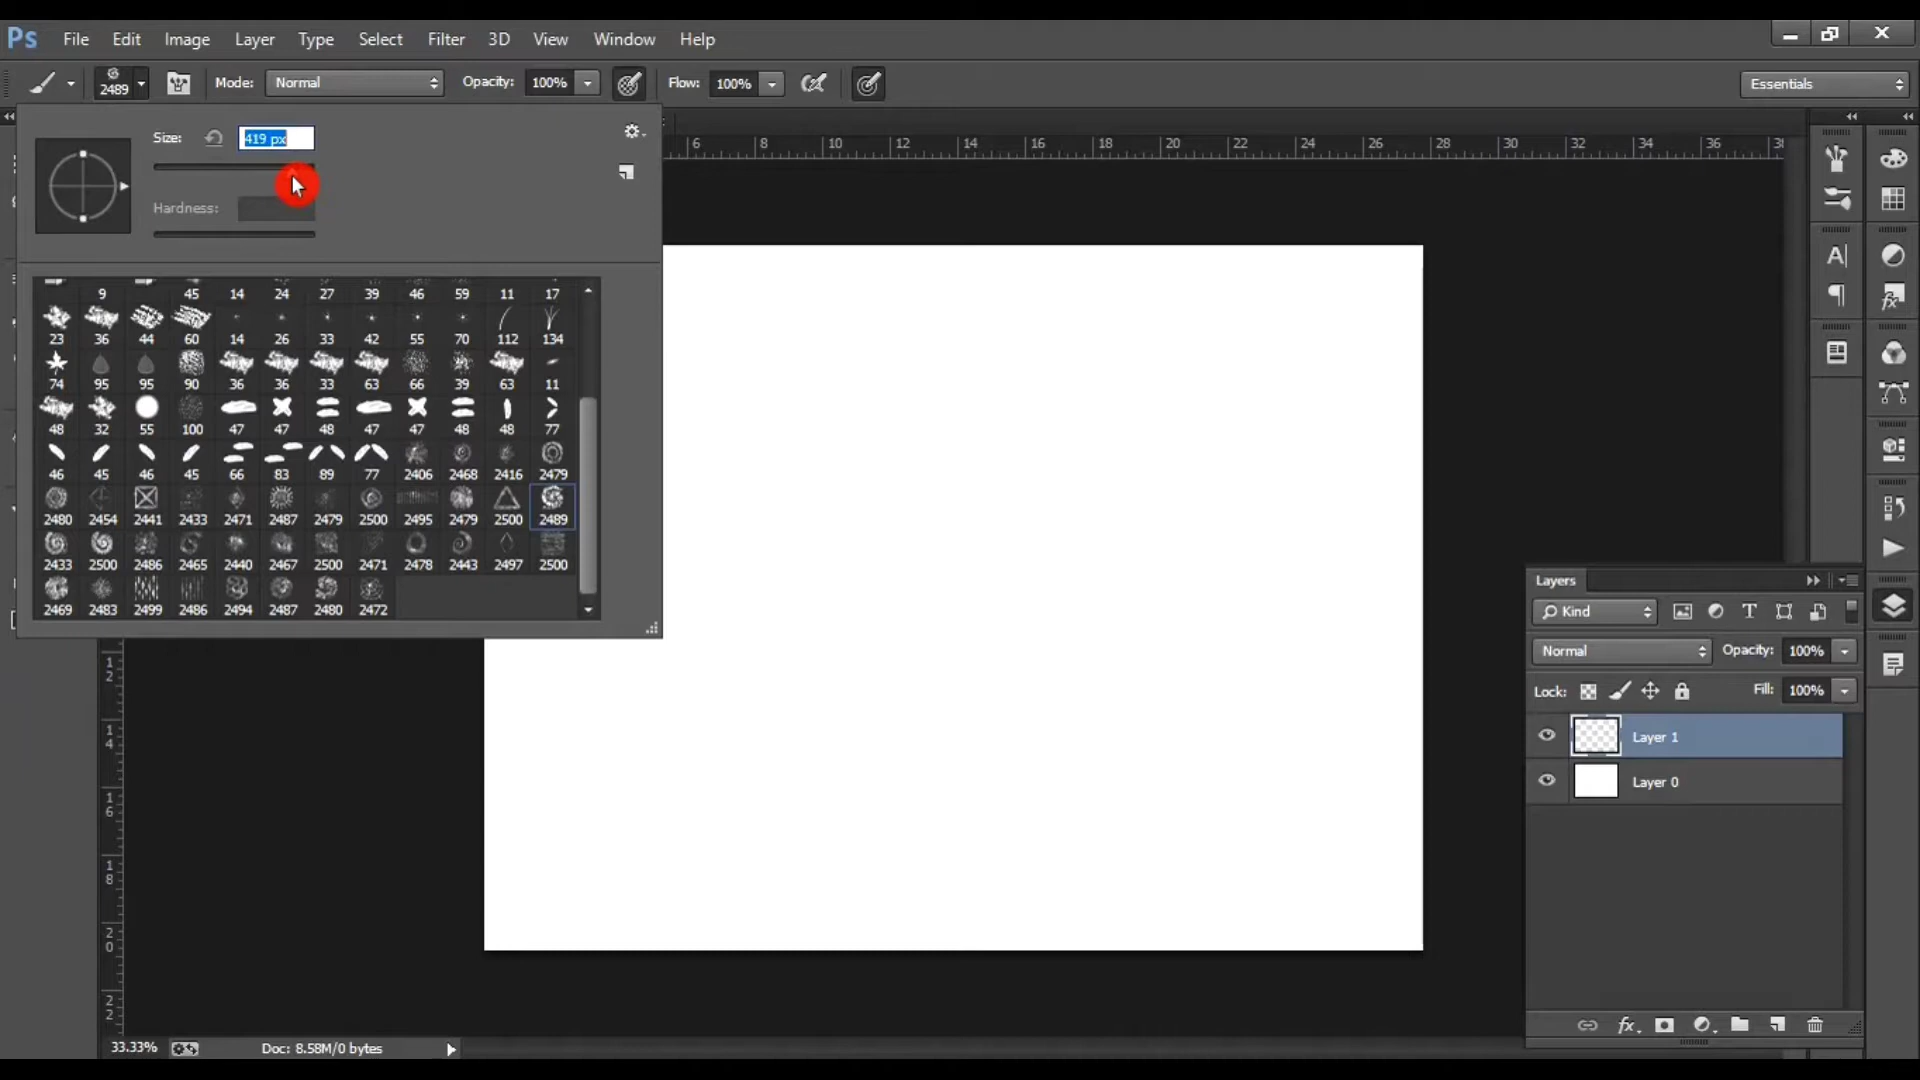 Ps File Edit Image Layer Type Select Filter 3D View Window Help
2489 Mode: Normal Opacity: 100% Flow: 100% Essentials
Size: 419 px
Hardness:
6 8 10 12 14 16 18 20 22 24 26 28 30 32 34 36
9 45 14 24 27 39 46 59 11 17
23 36 44 60 14 26 33 42 55 70 112 134
74 95 95 90 36 36 33 63 66 39 63 11
48 32 55 100 47 47 48 47 47 48 48 77
46 45 46 45 66 83 89 77 2406 2468 2416 2479
2480 2454 2441 2433 2471 2487 2479 2500 2495 2479 2500 2489
2433 2500 2486 2465 2440 2467 2500 2471 2478 2443 2497 2500
2469 2483 2499 2486 2494 2487 2480 2472
12
14
16
18
20
22
Layers
Kind
Normal Opacity: 100%
Lock: Fill: 100%
Layer 1
Layer 0
33.33% Doc: 8.58M/0 bytes